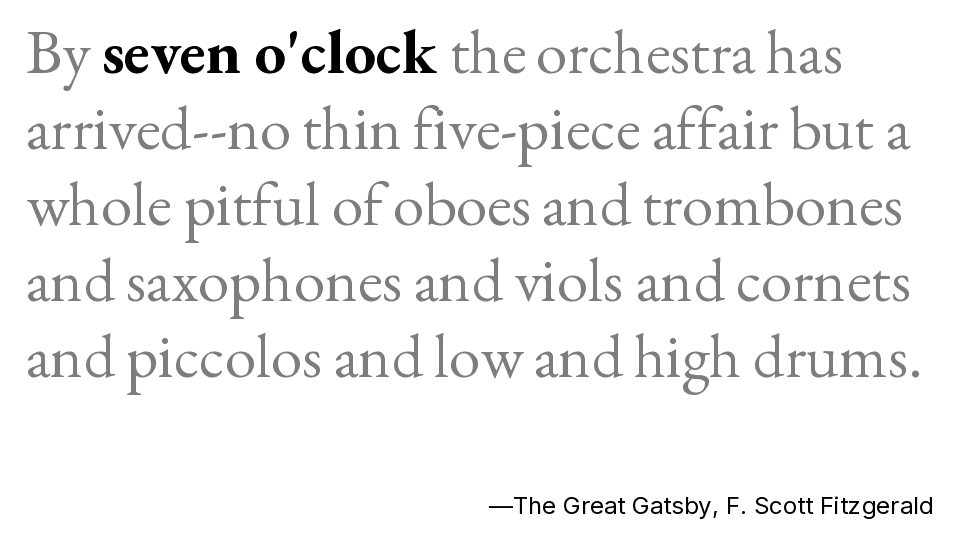 By seven o'clock the orchestra has
arrived--no thin five-piece affair but a
whole pitful of oboes and trombones
and saxophones and viols and cornets
and piccolos and low and high drums.
—The Great Gatsby, F. Scott Fitzgerald